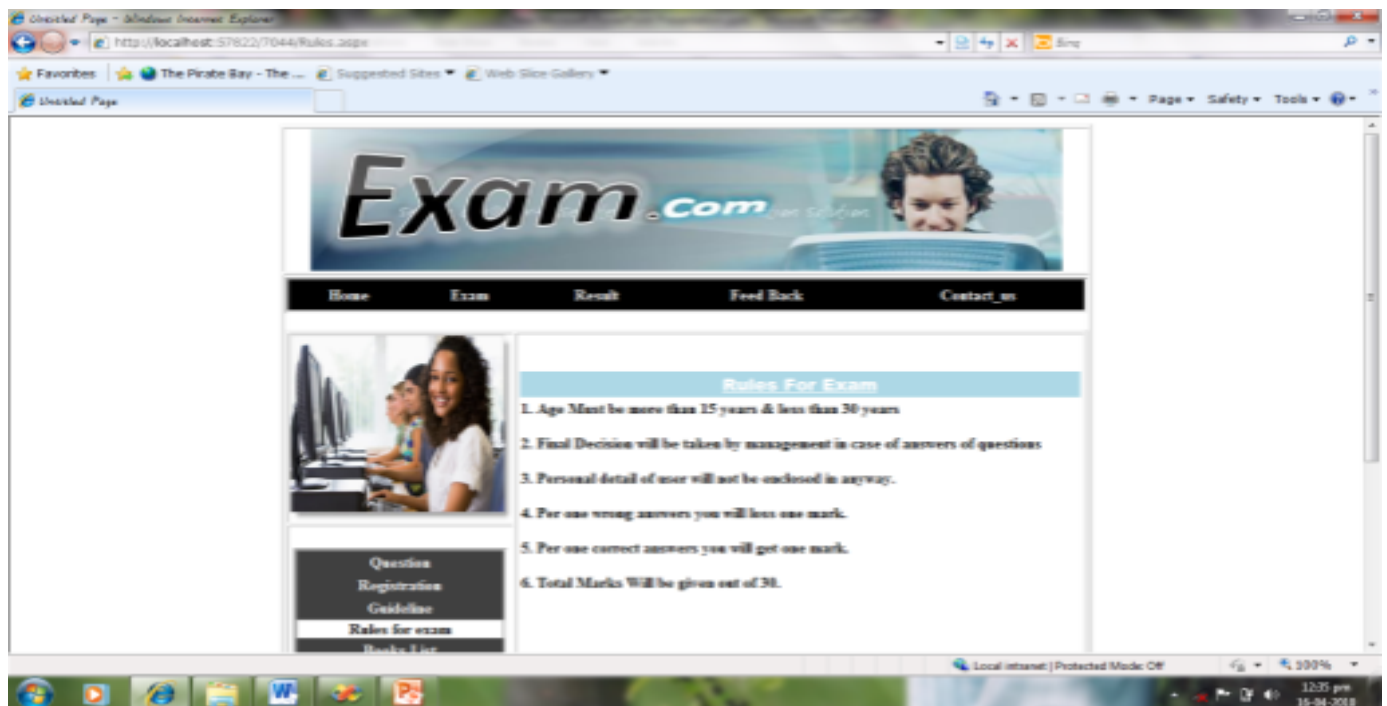 Untitled Page - Windows Internet Explorer
http://localhost:57822/7044/Rules.aspx
Bing
Favorites The Pirate Bay - The ... Suggested Sites Web Slice Gallery
Untitled Page
Page Safety Tools
Exam.Com
Home Exam Result Feed Back Contact_us
Rules For Exam
1. Age Must be more than 15 years & less than 30 years
2. Final Decision will be taken by management in case of answers of questions
3. Personal detail of user will not be enclosed in anyway.
4. Per one wrong answers you will loss one mark.
5. Per one correct answers you will get one mark.
6. Total Marks Will be given out of 30.
Question
Registration
Guideline
Rules for exam
Books List
Local intranet | Protected Mode: Off
100%
12:35 pm
16-04-2010